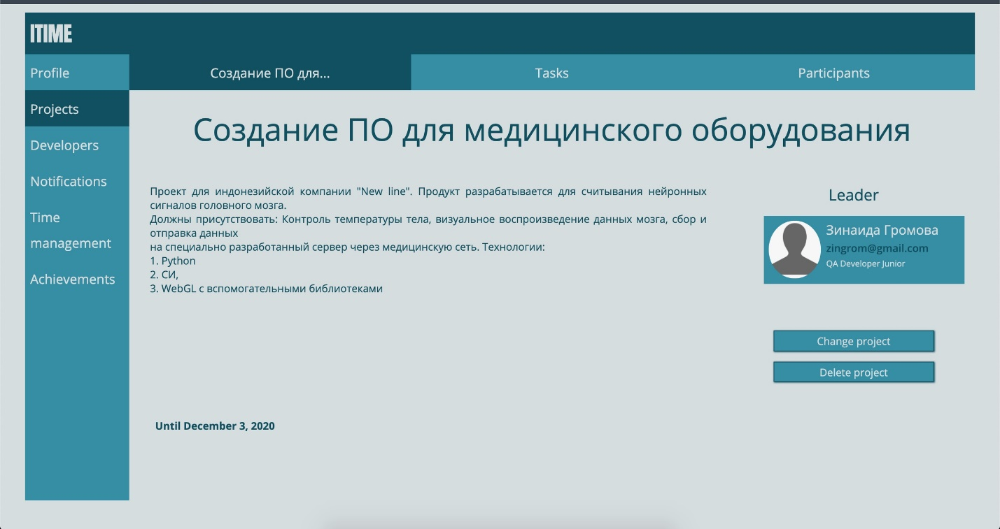 ITIME
Profile
Создание ПО для...
Tasks
Participants
Projects
Developers
Notifications
Time
management
Achievements
Создание ПО для медицинского оборудования
Проект для индонезийской компании "New line". Продукт разрабатывается для считывания нейронных
сигналов головного мозга.
Должны присутствовать: Контроль температуры тела, визуальное воспроизведение данных мозга, сбор и
отправка данных
на специально разработанный сервер через медицинскую сеть. Технологии:
1. Python
2. СИ,
3. WebGL с вспомогательными библиотеками
Until December 3, 2020
Leader
Зинаида Громова
zingrom@gmail.com
QA Developer Junior
Change project
Delete project